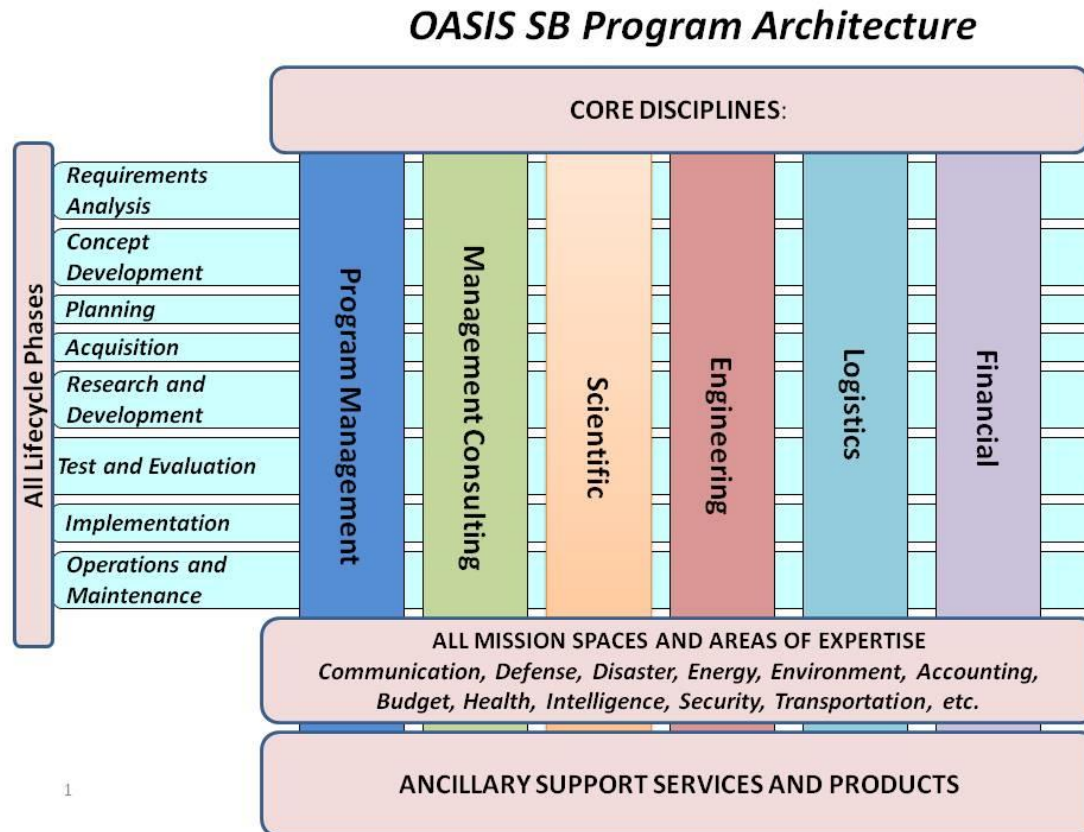 OASIS SB Program Architecture
CORE DISCIPLINES:
All Lifecycle Phases
Requirements
Analysis
Concept
Development
Planning
Acquisition
Research and
Development
Test and Evaluation
Implementation
Operations and
Maintenance
Program Management
Management Consulting
Scientific
Engineering
Logistics
Financial
ALL MISSION SPACES AND AREAS OF EXPERTISE
Communication, Defense, Disaster, Energy, Environment, Accounting,
Budget, Health, Intelligence, Security, Transportation, etc.
ANCILLARY SUPPORT SERVICES AND PRODUCTS
1